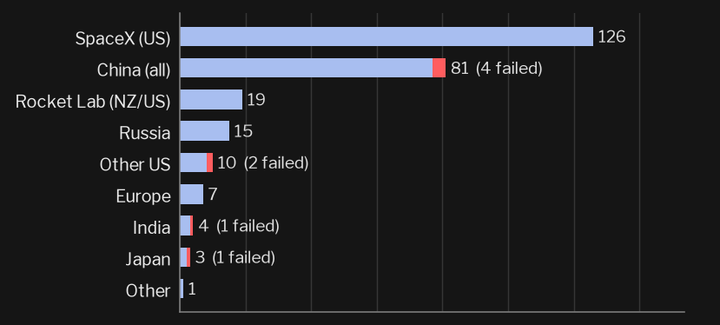 SpaceX (US) 126
China (all) 81 (4 failed)
Rocket Lab (NZ/US) 19
Russia 15
Other US 10 (2 failed)
Europe 7
India 4 (1 failed)
Japan 3 (1 failed)
Other 1